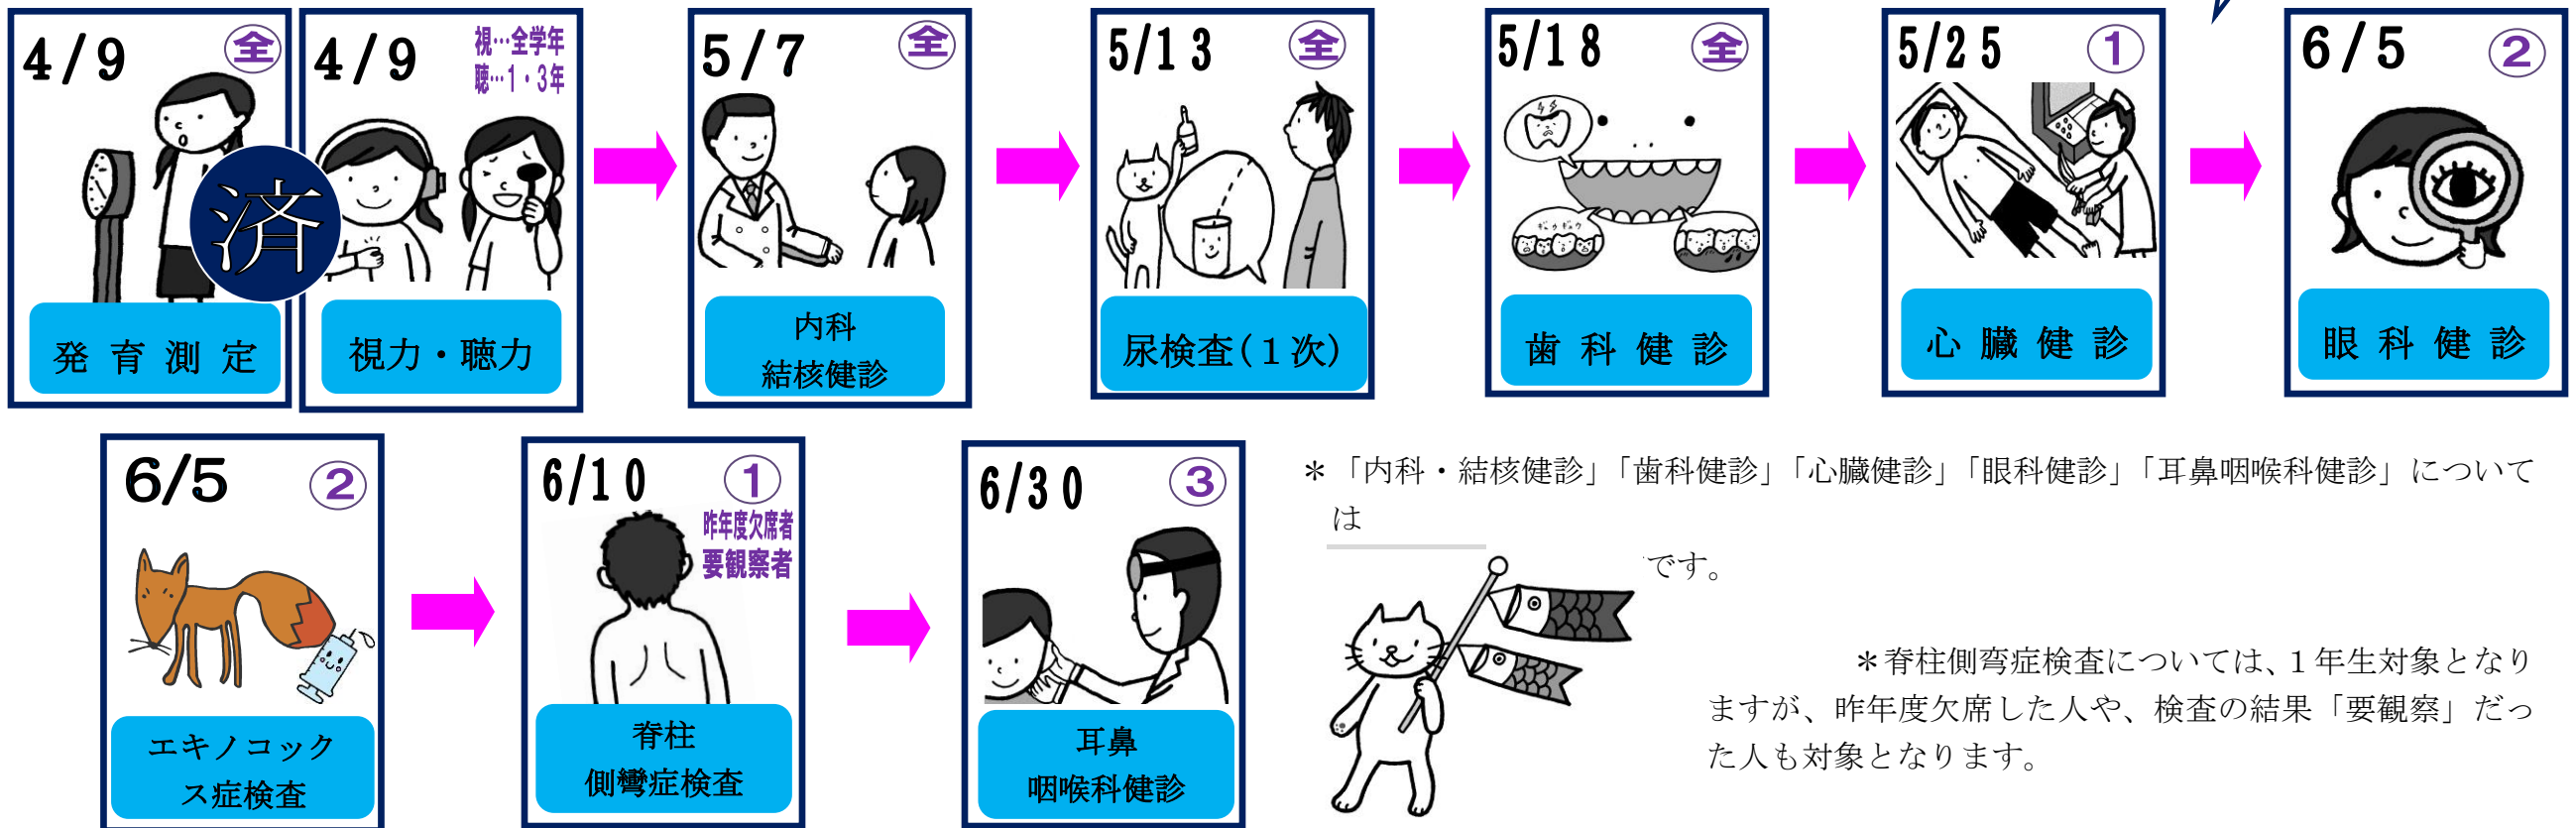 4/9 全
発育測定
済
4/9 視…全学年
聴…1・3年
視力・聴力
5/7 全
内科
結核健診
5/13 全
尿検査(1次)
5/18 全
歯科健診
5/25 1
心臓健診
6/5 2
眼科健診
6/5 2
エキノコック
ス症検査
6/10 1
昨年度欠席者
要観察者
脊柱
側彎症検査
6/30 3
耳鼻
咽喉科健診
＊「内科・結核健診」「歯科健診」「心臓健診」「眼科健診」「耳鼻咽喉科健診」について
は
です。
＊脊柱側弯症検査については、1年生対象となり
ますが、昨年度欠席した人や、検査の結果「要観察」だっ
た人も対象となります。